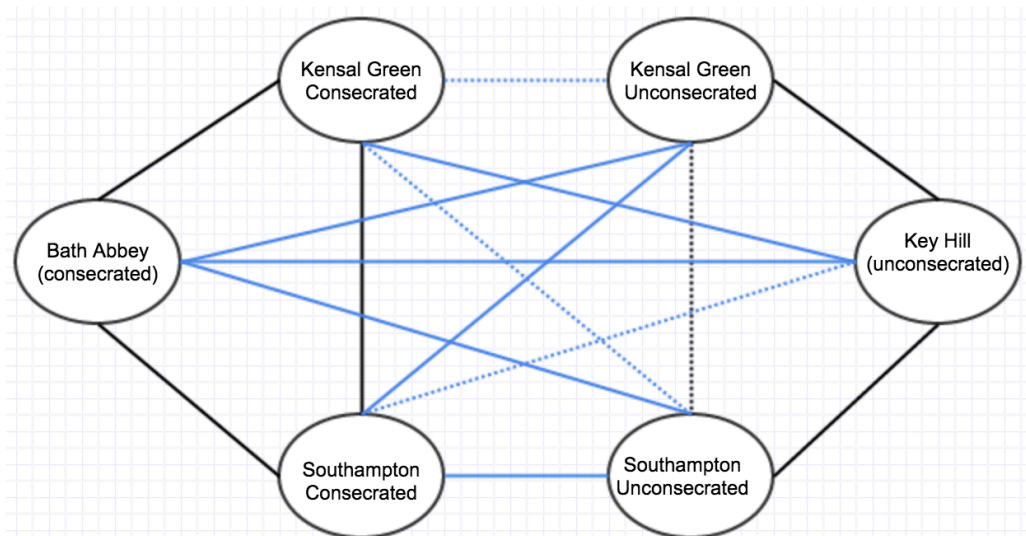 Kensal Green
Consecrated
Kensal Green
Unconsecrated
Bath Abbey
(consecrated)
Key Hill
(unconsecrated)
Southampton
Consecrated
Southampton
Unconsecrated